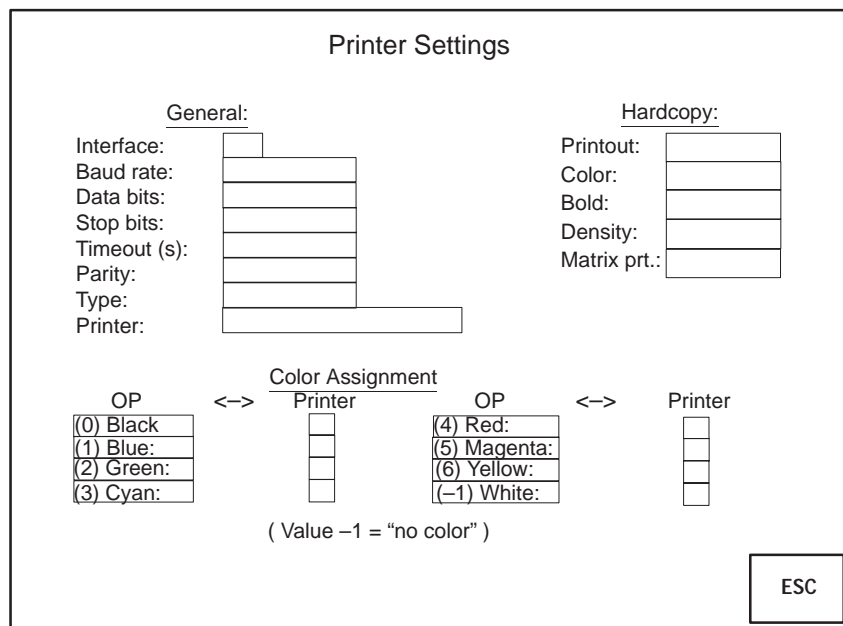 Printer Settings
General:
Interface:
Baud rate:
Data bits:
Stop bits:
Timeout (s):
Parity:
Type:
Printer:
Hardcopy:
Printout:
Color:
Bold:
Density:
Matrix prt.:
Color Assignment
OP <–> Printer OP <–> Printer
(0) Black (4) Red:
(1) Blue: (5) Magenta:
(2) Green: (6) Yellow:
(3) Cyan: (–1) White:
( Value –1 = “no color” )
ESC